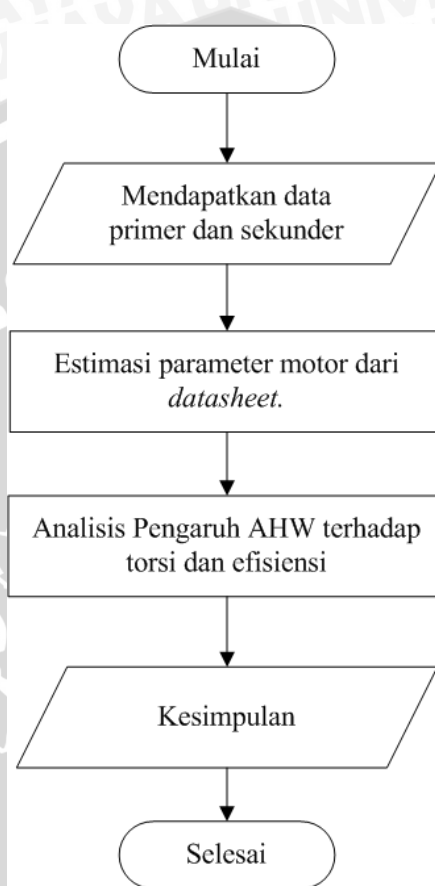 Mulai
Mendapatkan data
primer dan sekunder
Estimasi parameter motor dari
datasheet.
Analisis Pengaruh AHW terhadap
torsi dan efisiensi
Kesimpulan
Selesai